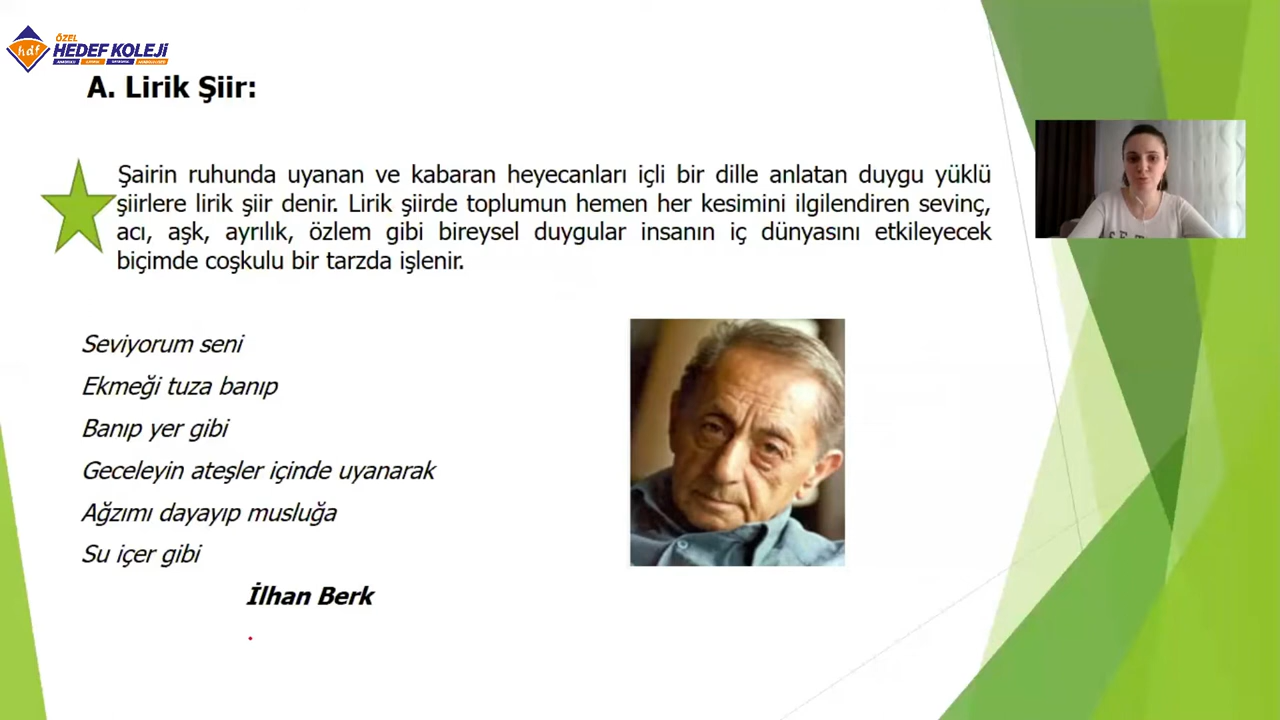 ÖZEL
hdf HEDEF KOLEJİ
A. Lirik Şiir:
Şairin ruhunda uyanan ve kabaran heyecanları içli bir dille anlatan duygu yüklü
şiirlere lirik şiir denir. Lirik şiirde toplumun hemen her kesimini ilgilendiren sevinç,
acı, aşk, ayrılık, özlem gibi bireysel duygular insanın iç dünyasını etkileyecek
biçimde coşkulu bir tarzda işlenir.
Seviyorum seni
Ekmeği tuza banıp
Banıp yer gibi
Geceleyin ateşler içinde uyanarak
Ağzımı dayayıp musluğa
Su içer gibi
İlhan Berk